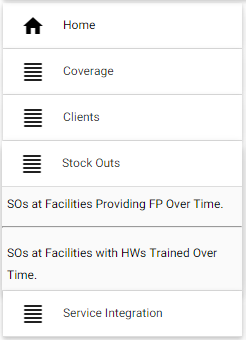 Home
Coverage
Clients
Stock Outs
SOs at Facilities Providing FP Over Time.
SOs at Facilities with HWs Trained Over
Time.
Service Integration